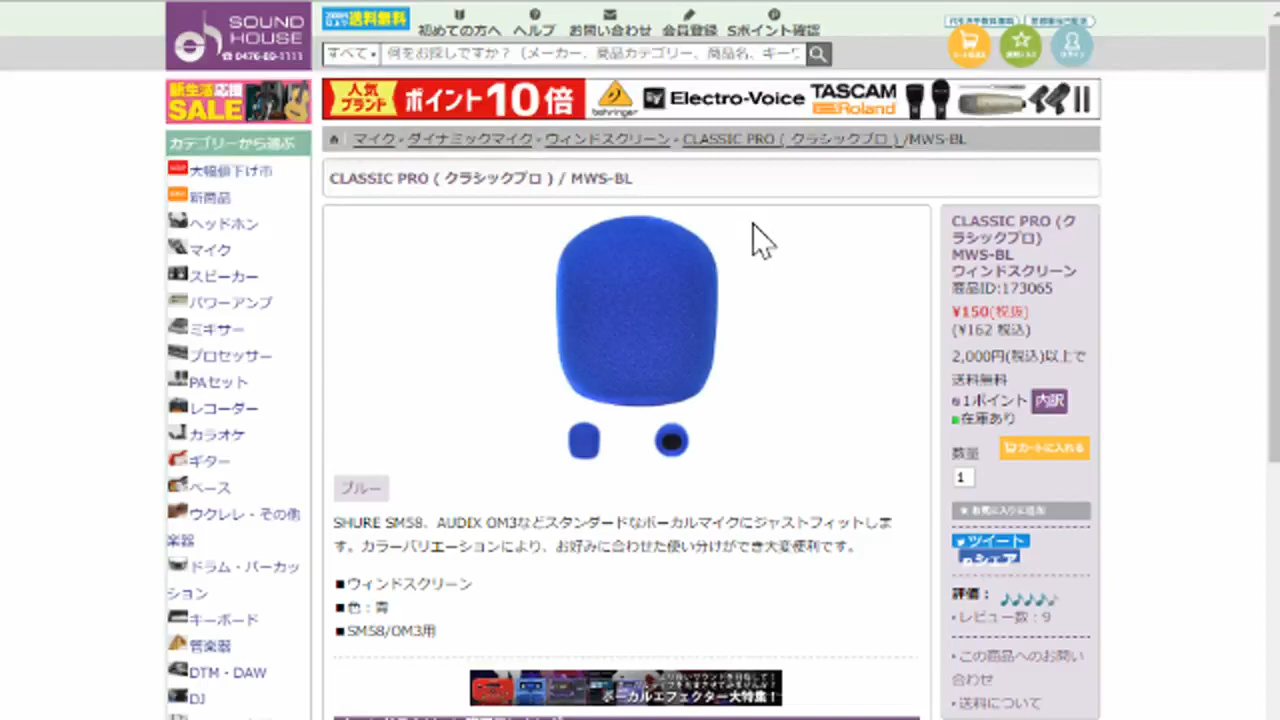 SOUND
HOUSE
☎ 0476-89-1111
送料無料
初めての方へ
ヘルプ
お問い合わせ
会員登録
Sポイント確認
すべて
何をお探しですか?(メーカー、商品カテゴリー、商品名、キーワ
新生活応援
SALE
人気
ブランド
ポイント10倍
behringer
Electro-Voice
TASCAM
Roland
カテゴリーから選ぶ
マイク
ダイナミックマイク
ウィンドスクリーン
CLASSIC PRO ( クラシックプロ ) /MWS-BL
CLASSIC PRO ( クラシックプロ ) / MWS-BL
大幅値下げ市
新商品
ヘッドホン
マイク
スピーカー
パワーアンプ
ミキサー
プロセッサー
PAセット
レコーダー
カラオケ
ギター
ベース
ウクレレ・その他
楽器
ドラム・パーカッ
ション
キーボード
管楽器
DTM・DAW
DJ
ブルー
SHURE SM58、AUDIX OM3などスタンダードなボーカルマイクにジャストフィットしま
す。カラーバリエーションにより、お好みに合わせた使い分けができ大変便利です。
■ウィンドスクリーン
■色:青
■SM58/OM3用
ボーカルエフェクター大特集!
CLASSIC PRO (ク
ラシックプロ)
MWS-BL
ウィンドスクリーン
商品ID:173065
¥150(税抜)
(¥162 税込)
2,000円(税込)以上で
送料無料
1ポイント
内訳
在庫あり
数量
カートに入れる
1
★ お気に入りに追加
ツイート
シェア
評価:
レビュー数:9
この商品へのお問い
合わせ
送料について